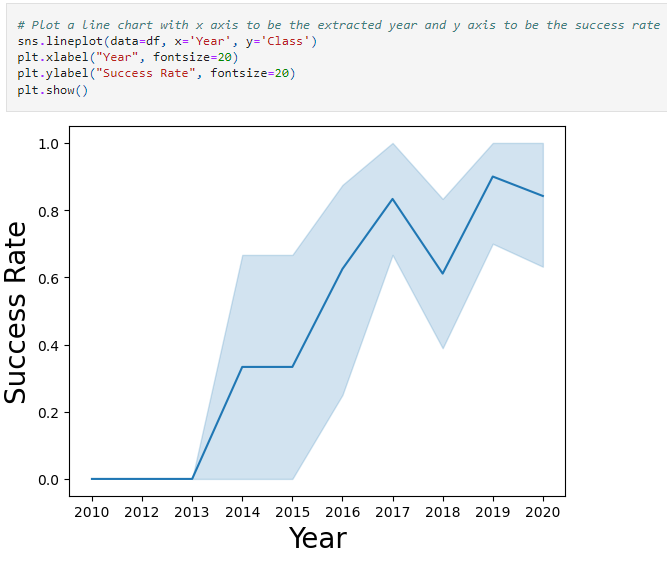 # Plot a line chart with x axis to be the extracted year and y axis to be the success rate
sns.lineplot(data=df, x='Year', y='Class')
plt.xlabel("Year", fontsize=20)
plt.ylabel("Success Rate", fontsize=20)
plt.show()
Success Rate
1.0
0.8
0.6
0.4
0.2
0.0
2010 2012 2013 2014 2015 2016 2017 2018 2019 2020
Year